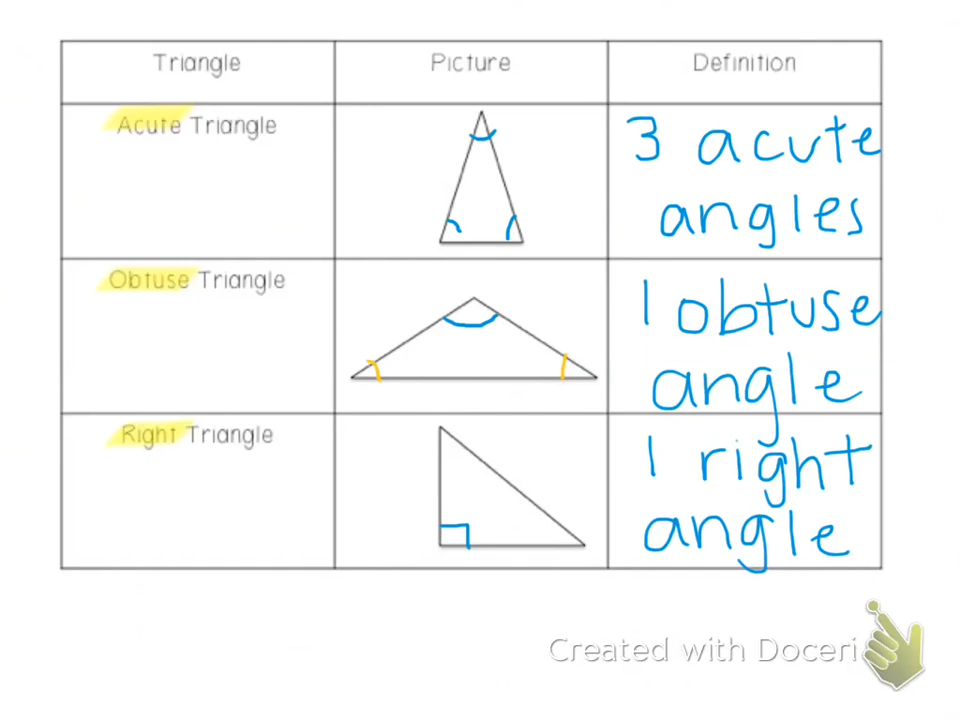 Triangle Picture Definition
Acute Triangle
3 acute
angles
Obtuse Triangle
1 obtuse
angle
Right Triangle
1 right
angle
Created with Doceri